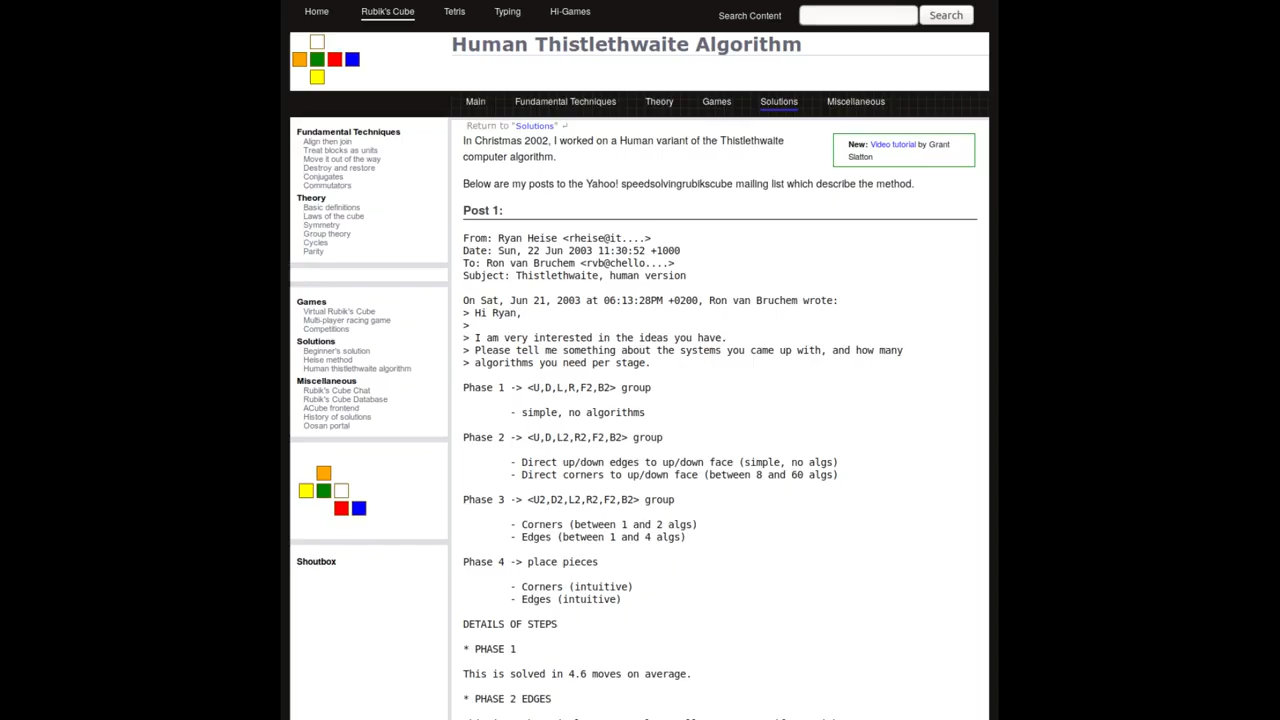 Home Rubik's Cube Tetris Typing Hi-Games Search Content Search
Human Thistlethwaite Algorithm
Main Fundamental Techniques Theory Games Solutions Miscellaneous
Fundamental Techniques
Align then join
Treat blocks as units
Move it out of the way
Destroy and restore
Conjugates
Commutators
Theory
Basic definitions
Laws of the cube
Symmetry
Group theory
Cycles
Parity
Games
Virtual Rubik's Cube
Multi-player racing game
Competitions
Solutions
Beginner's solution
Heise method
Human thistlethwaite algorithm
Miscellaneous
Rubik's Cube Chat
Rubik's Cube Database
ACube frontend
History of solutions
Oosan portal
Shoutbox
Return to "Solutions" ⤶
In Christmas 2002, I worked on a Human variant of the Thistlethwaite
computer algorithm.
New: Video tutorial by Grant
Slatton
Below are my posts to the Yahoo! speedsolvingrubikscube mailing list which describe the method.
Post 1:
From: Ryan Heise <rheise@it....>
Date: Sun, 22 Jun 2003 11:30:52 +1000
To: Ron van Bruchem <rvb@chello....>
Subject: Thistlethwaite, human version
On Sat, Jun 21, 2003 at 06:13:28PM +0200, Ron van Bruchem wrote:
> Hi Ryan,
>
> I am very interested in the ideas you have.
> Please tell me something about the systems you came up with, and how many
> algorithms you need per stage.
Phase 1 -> <U,D,L,R,F2,B2> group
- simple, no algorithms
Phase 2 -> <U,D,L2,R2,F2,B2> group
- Direct up/down edges to up/down face (simple, no algs)
- Direct corners to up/down face (between 8 and 60 algs)
Phase 3 -> <U2,D2,L2,R2,F2,B2> group
- Corners (between 1 and 2 algs)
- Edges (between 1 and 4 algs)
Phase 4 -> place pieces
- Corners (intuitive)
- Edges (intuitive)
DETAILS OF STEPS
* PHASE 1
This is solved in 4.6 moves on average.
* PHASE 2 EDGES